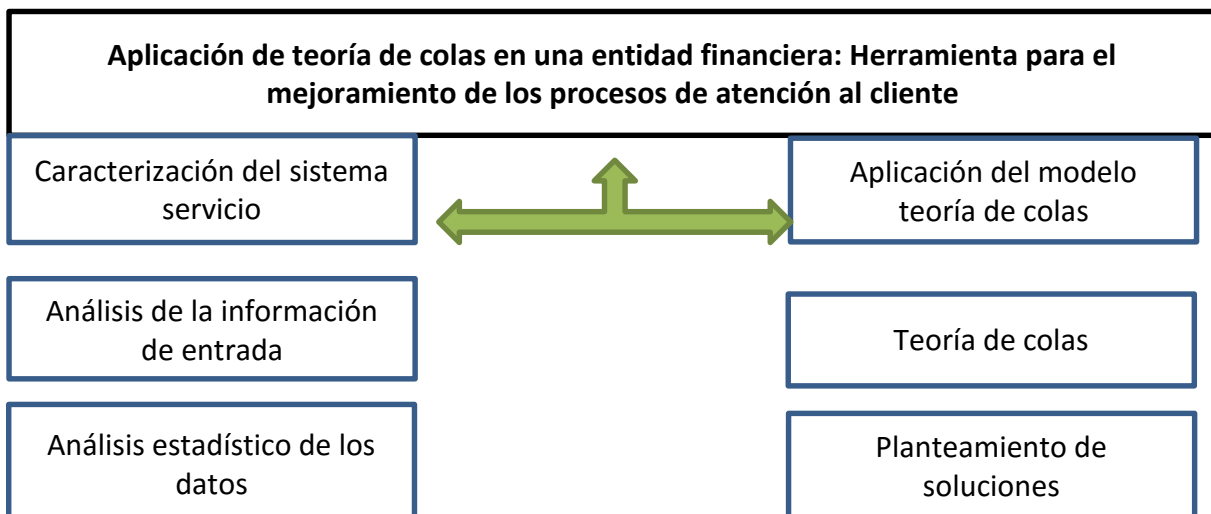 Aplicación de teoría de colas en una entidad financiera: Herramienta para el
mejoramiento de los procesos de atención al cliente
Caracterización del sistema
servicio
Aplicación del modelo
teoría de colas
Análisis de la información
de entrada
Teoría de colas
Análisis estadístico de los
datos
Planteamiento de
soluciones